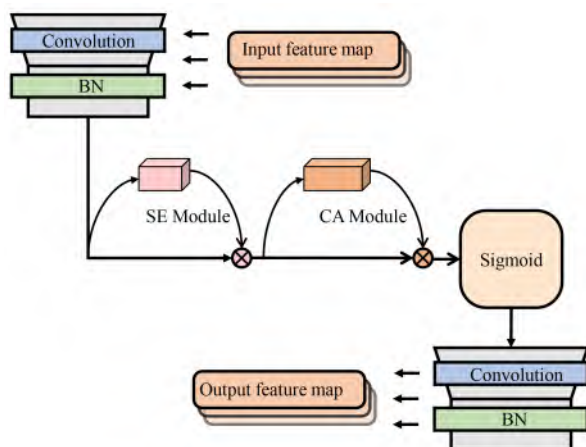 Convolution
Input feature map
BN
SE Module
CA Module
Sigmoid
Output feature map
Convolution
BN